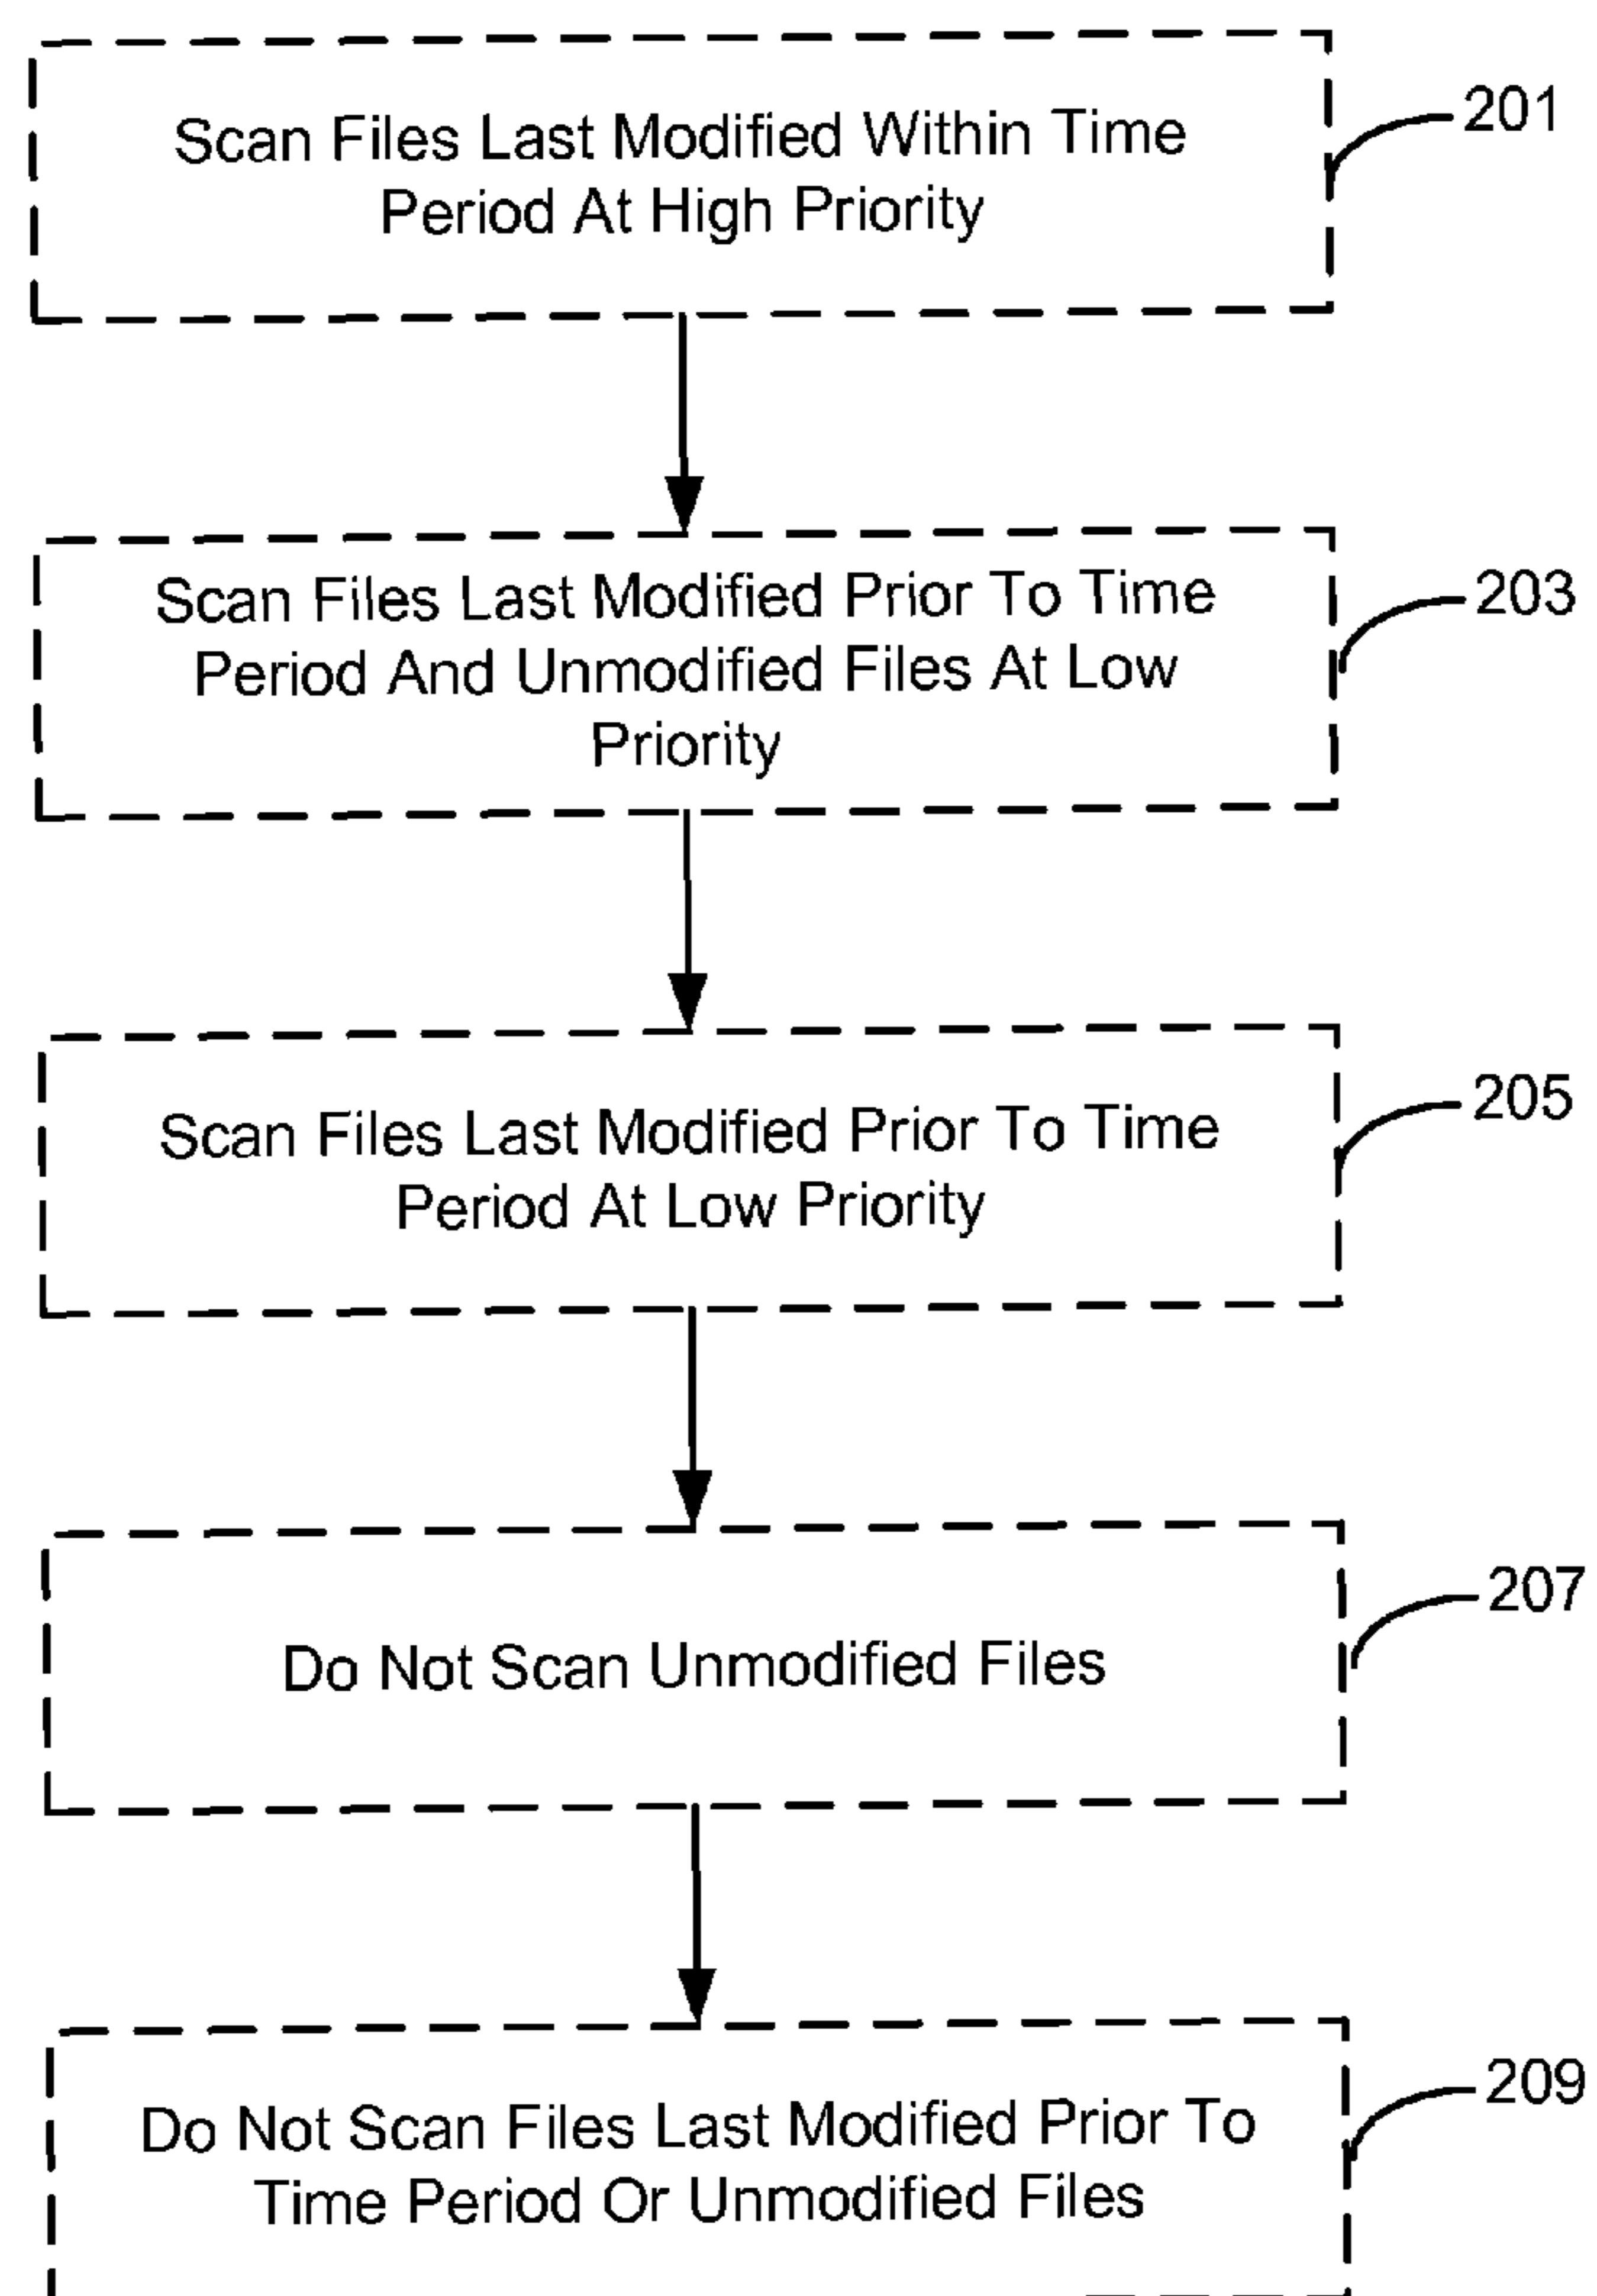 Scan Files Last Modified Within Time
Period At High Priority
201
Scan Files Last Modified Prior To Time
Period And Unmodified Files At Low
Priority
203
Scan Files Last Modified Prior To Time
Period At Low Priority
205
Do Not Scan Unmodified Files
207
Do Not Scan Files Last Modified Prior To
Time Period Or Unmodified Files
209